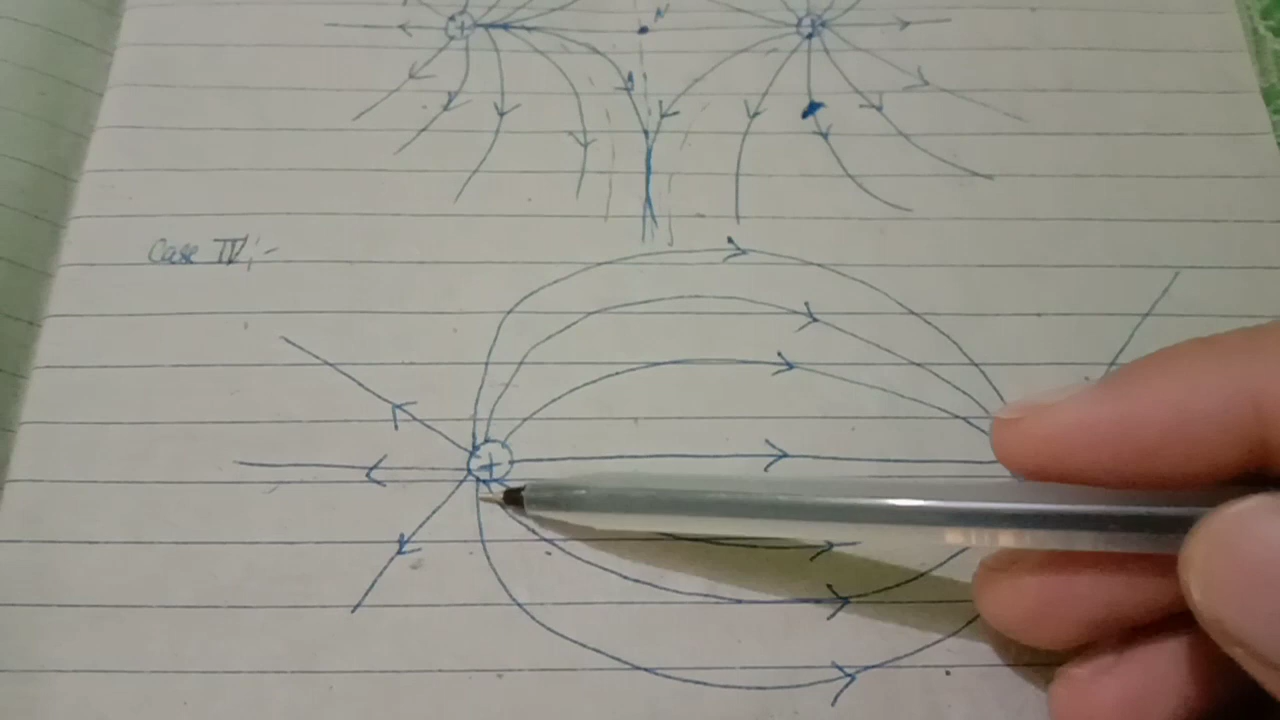 + N +
Case IV:-
+